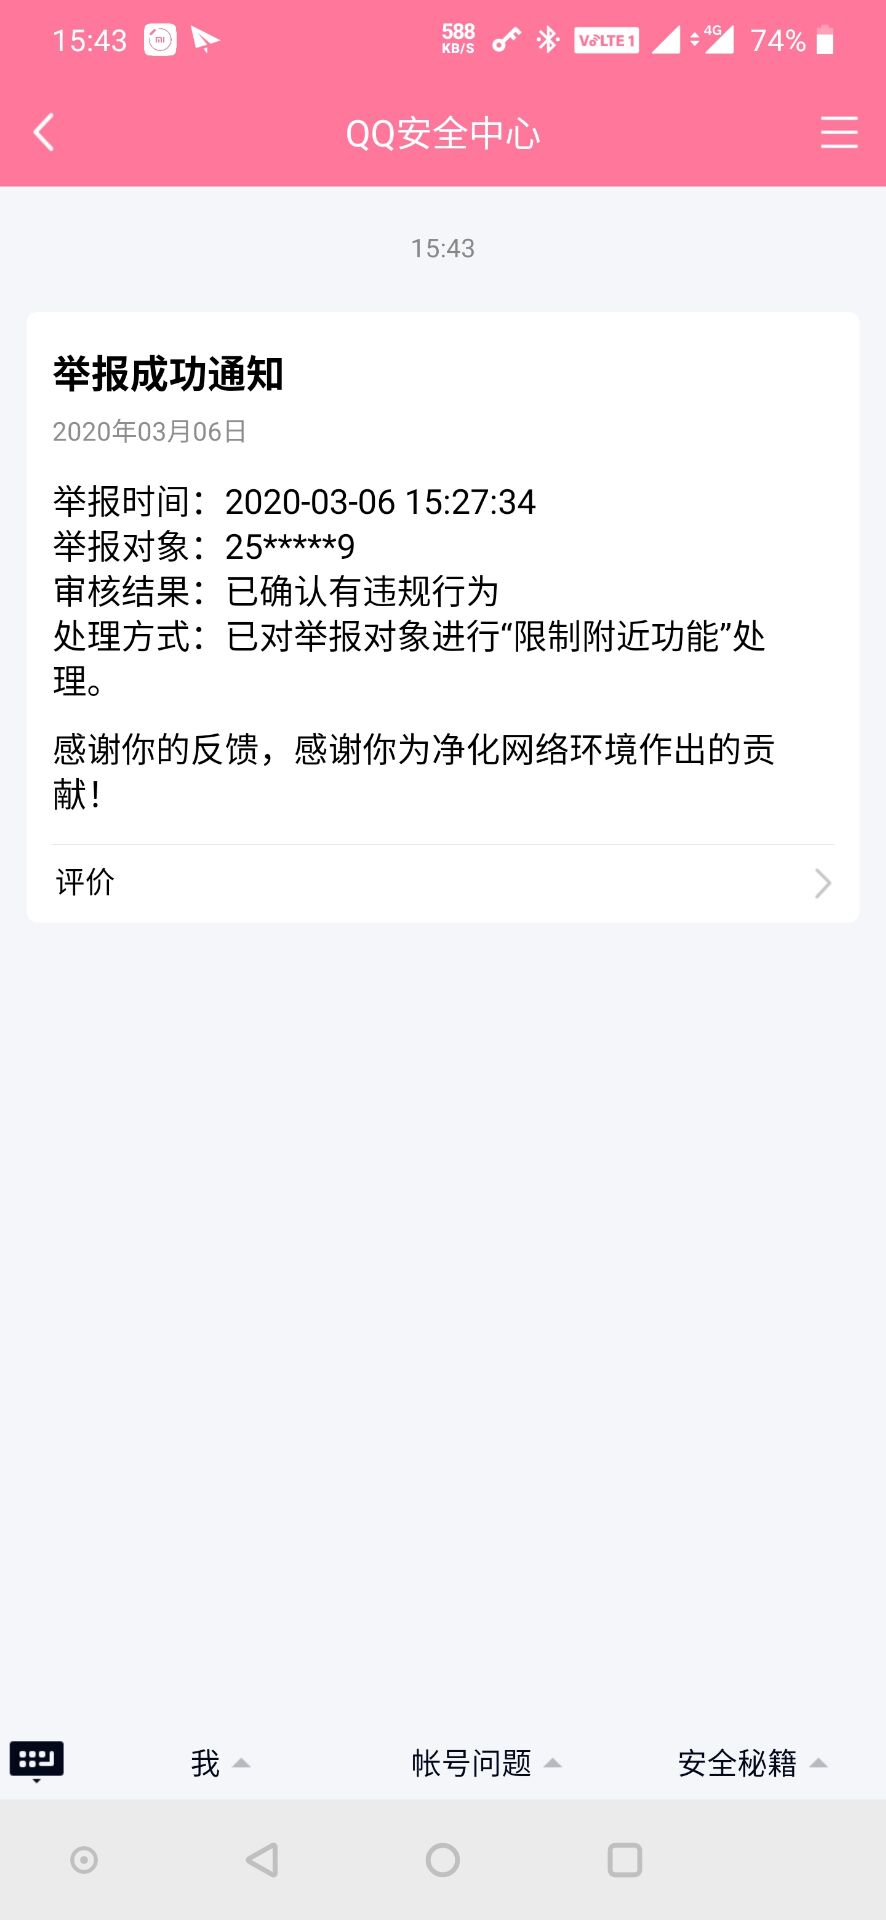 15:43 588 KB/S VoLTE 1 4G 74%
QQ安全中心
15:43
举报成功通知
2020年03月06日
举报时间：2020-03-06 15:27:34
举报对象：25*****9
审核结果：已确认有违规行为
处理方式：已对举报对象进行“限制附近功能”处
理。
感谢你的反馈，感谢你为净化网络环境作出的贡
献！
评价
我 帐号问题 安全秘籍